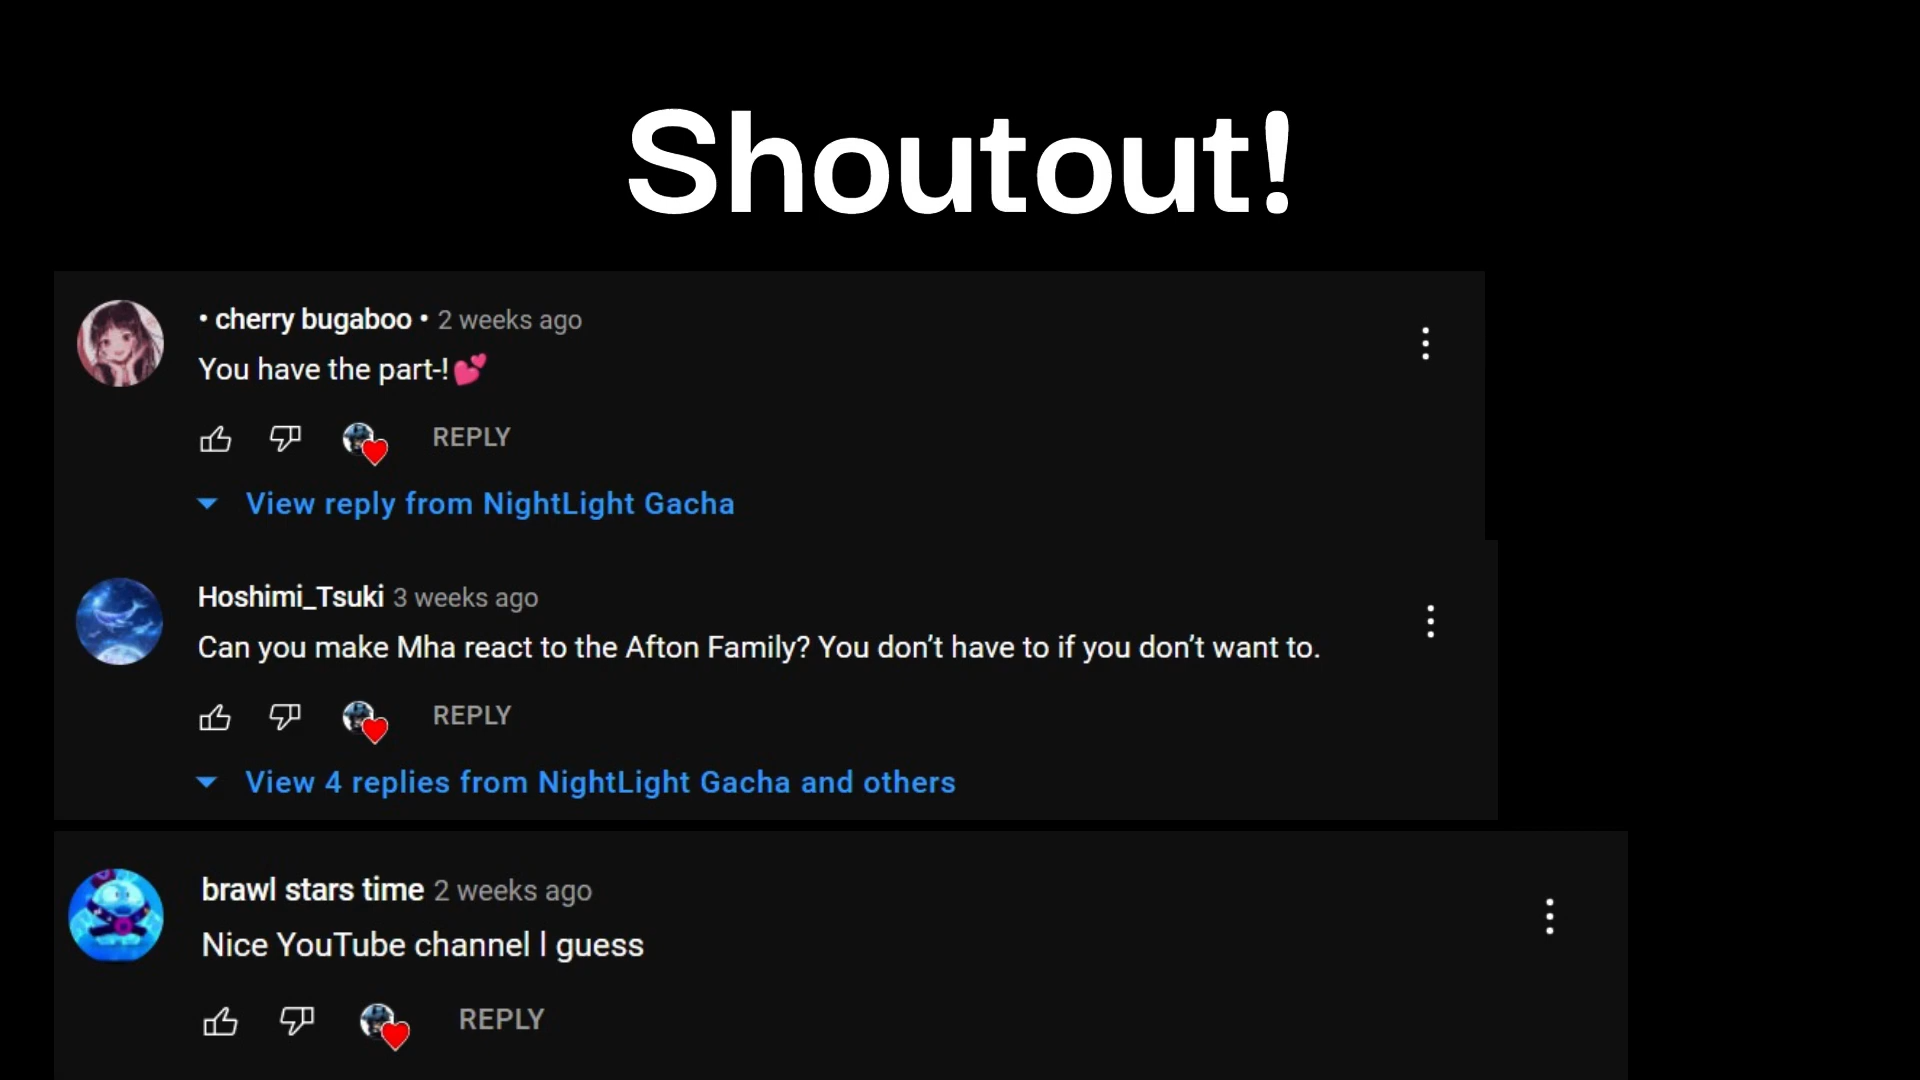 Shoutout!
• cherry bugaboo • 2 weeks ago
You have the part-!💕
REPLY
View reply from NightLight Gacha
Hoshimi_Tsuki 3 weeks ago
Can you make Mha react to the Afton Family? You don’t have to if you don’t want to.
REPLY
View 4 replies from NightLight Gacha and others
brawl stars time 2 weeks ago
Nice YouTube channel I guess
REPLY